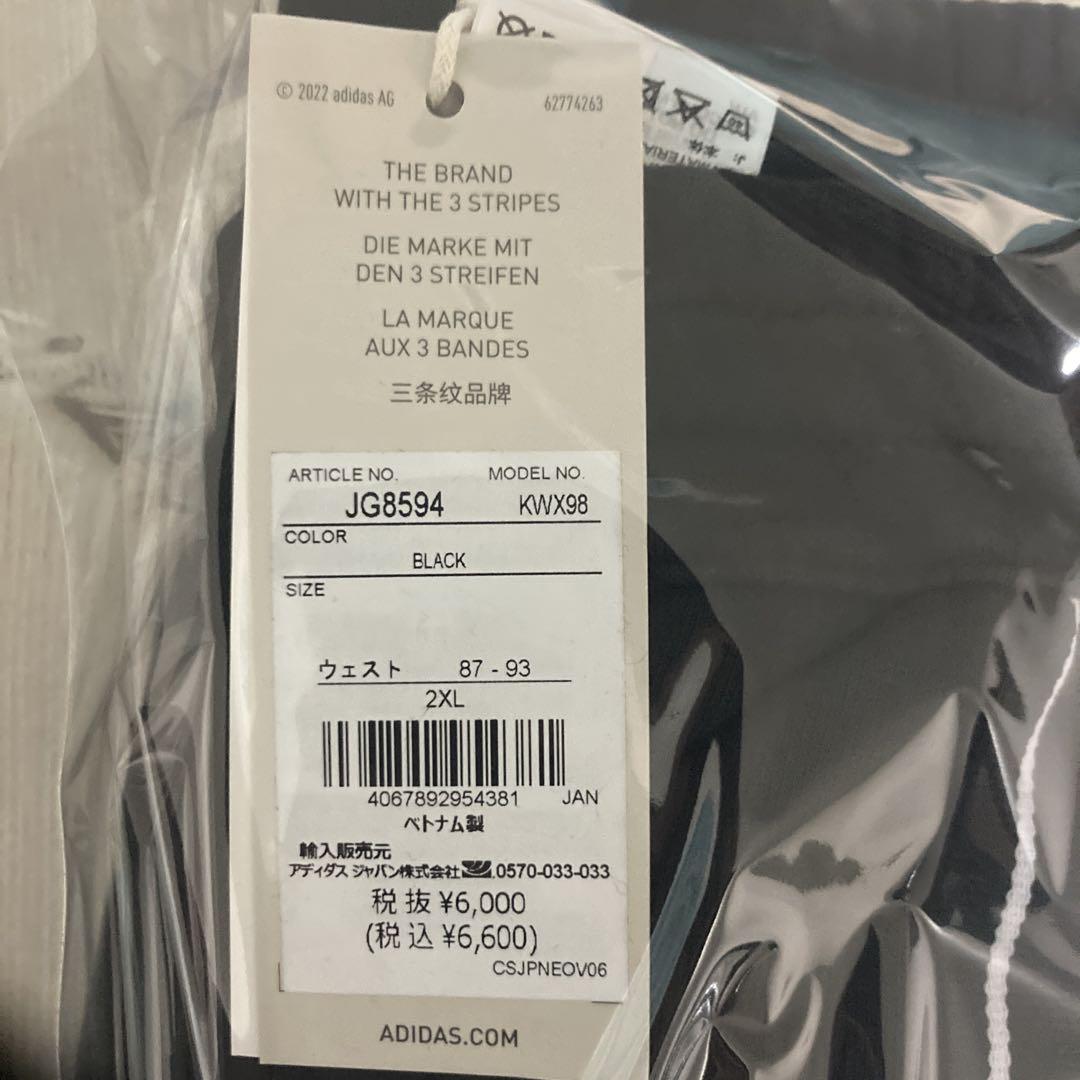 © 2022 adidas AG
62774263
THE BRAND
WITH THE 3 STRIPES
DIE MARKE MIT
DEN 3 STREIFEN
LA MARQUE
AUX 3 BANDES
三条纹品牌
ARTICLE NO. MODEL NO.
JG8594 KWX98
COLOR
BLACK
SIZE
ウェスト 87 - 93
2XL
4067892954381 JAN
ベトナム製
輸入販売元
アディダス ジャパン株式会社 0570-033-033
税抜 ¥6,000
(税込 ¥6,600)
CSJPNEOV06
ADIDAS.COM
本体